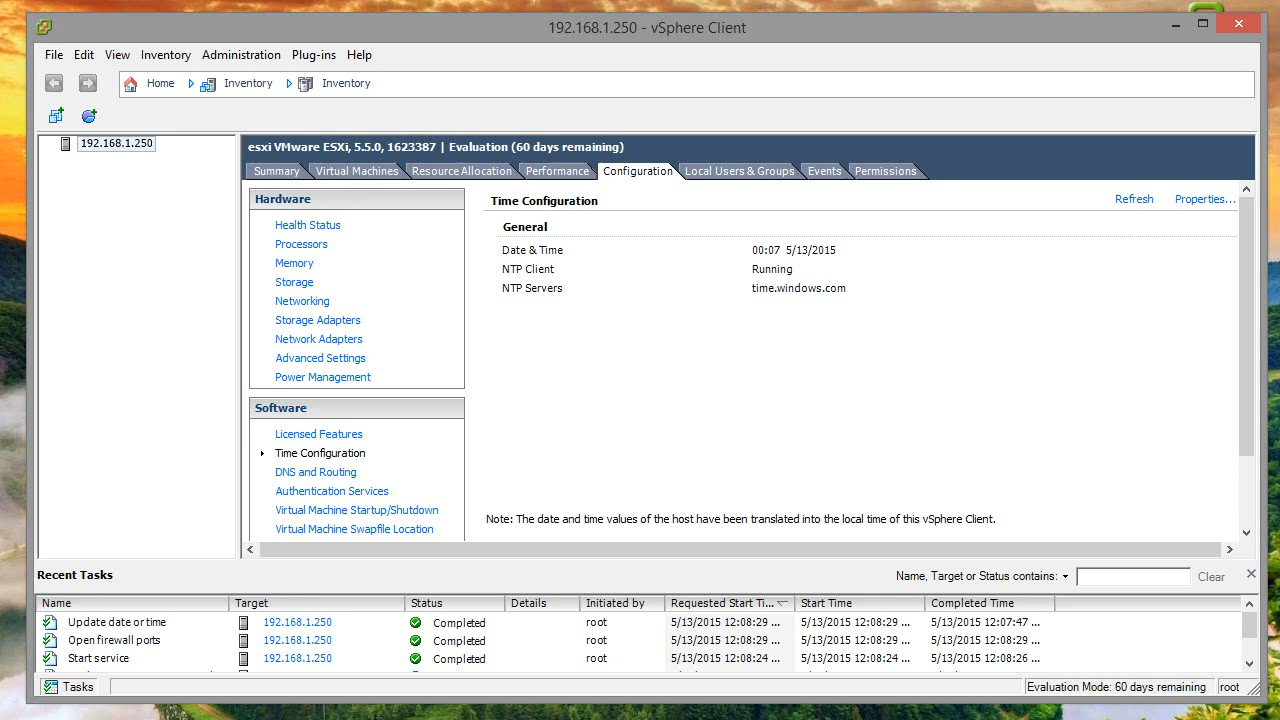 192.168.1.250 - vSphere Client
File Edit View Inventory Administration Plug-ins Help
Home Inventory Inventory
192.168.1.250
esxi VMware ESXi, 5.5.0, 1623387 | Evaluation (60 days remaining)
Summary Virtual Machines Resource Allocation Performance Configuration Local Users & Groups Events Permissions
Hardware
Health Status
Processors
Memory
Storage
Networking
Storage Adapters
Network Adapters
Advanced Settings
Power Management
Software
Licensed Features
Time Configuration
DNS and Routing
Authentication Services
Virtual Machine Startup/Shutdown
Virtual Machine Swapfile Location
Time Configuration Refresh Properties...
General
Date & Time 00:07 5/13/2015
NTP Client Running
NTP Servers time.windows.com
Note: The date and time values of the host have been translated into the local time of this vSphere Client.
Recent Tasks Name, Target or Status contains: Clear
Name Target Status Details Initiated by Requested Start Ti... Start Time Completed Time
Update date or time 192.168.1.250 Completed root 5/13/2015 12:08:29 ... 5/13/2015 12:08:29 ... 5/13/2015 12:07:47 ...
Open firewall ports 192.168.1.250 Completed root 5/13/2015 12:08:29 ... 5/13/2015 12:08:29 ... 5/13/2015 12:08:29 ...
Start service 192.168.1.250 Completed root 5/13/2015 12:08:24 ... 5/13/2015 12:08:24 ... 5/13/2015 12:08:26 ...
Tasks Evaluation Mode: 60 days remaining root